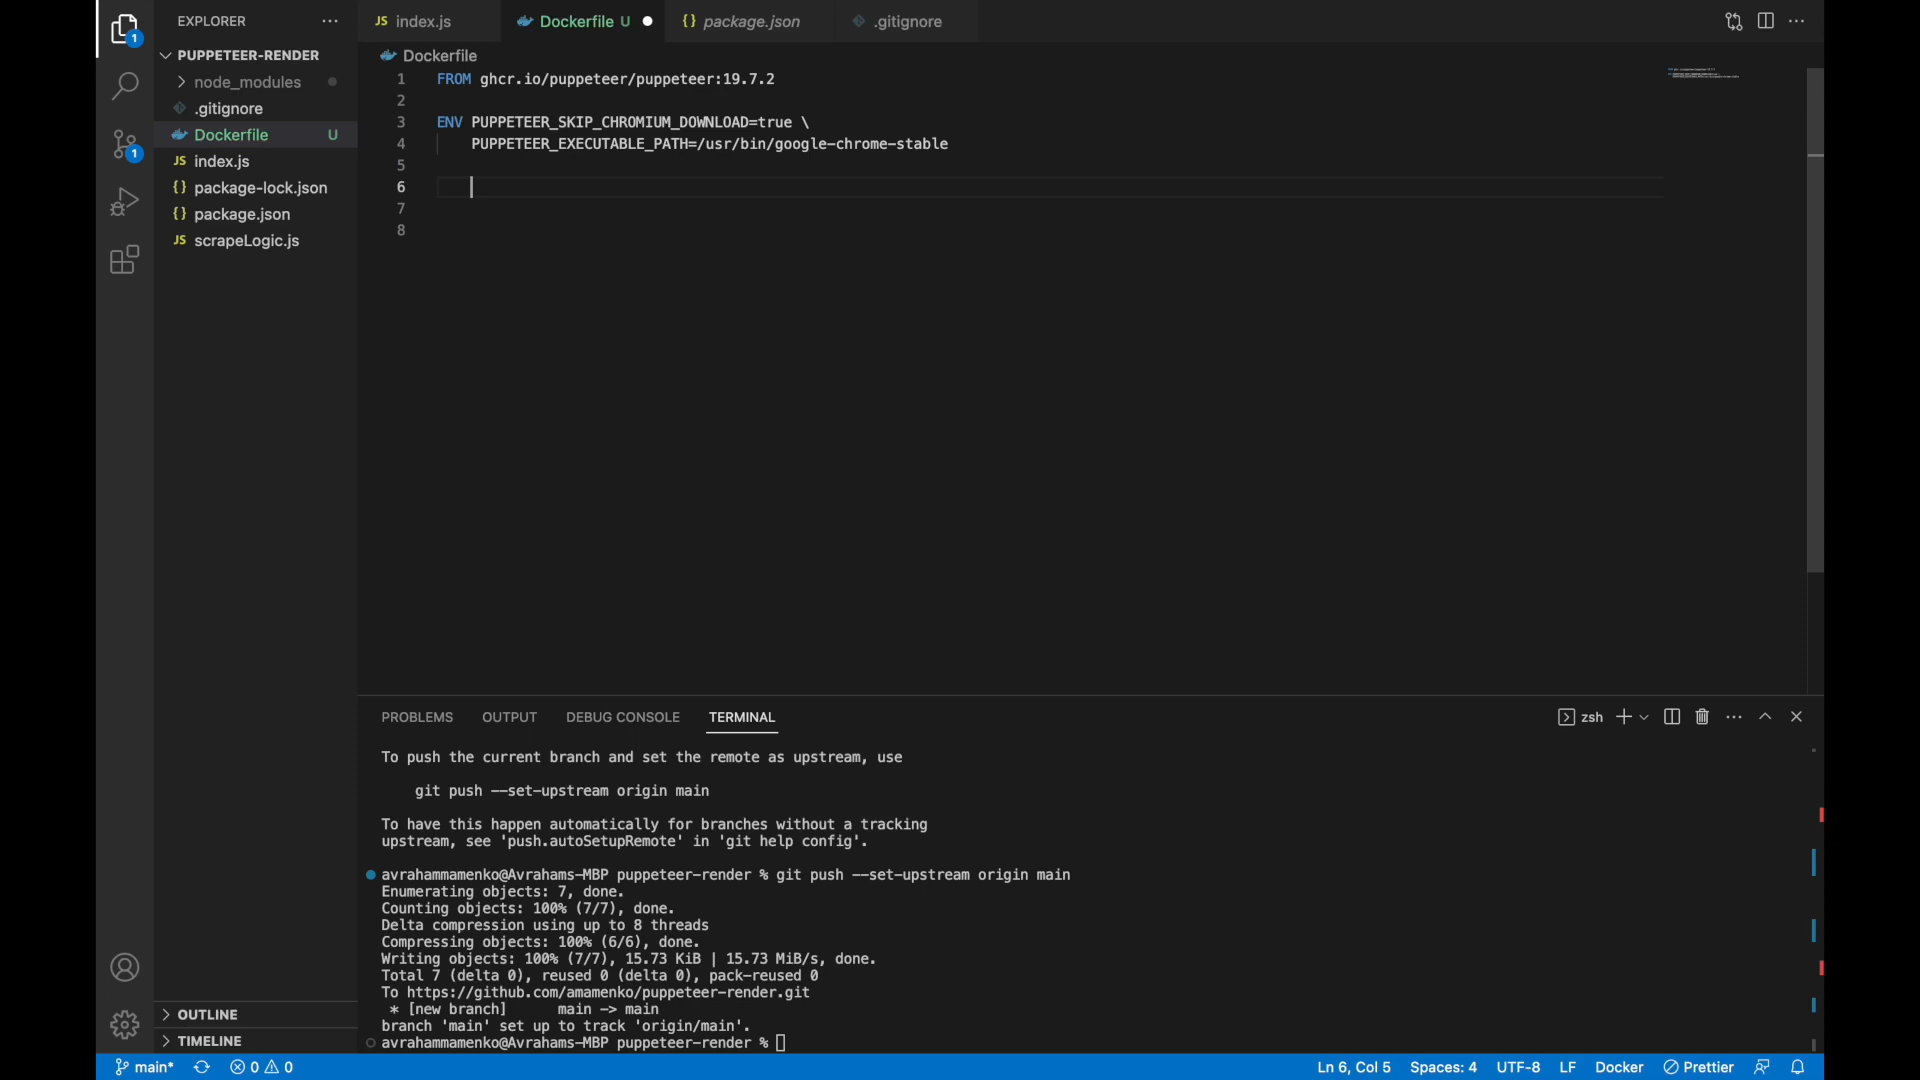 EXPLORER
PUPPETEER-RENDER
node_modules
.gitignore
Dockerfile U
JS index.js
{} package-lock.json
{} package.json
JS scrapeLogic.js
OUTLINE
TIMELINE
1
1
JS index.js
Dockerfile U
{} package.json
.gitignore
Dockerfile
1 FROM ghcr.io/puppeteer/puppeteer:19.7.2
2
3 ENV PUPPETEER_SKIP_CHROMIUM_DOWNLOAD=true \
4 PUPPETEER_EXECUTABLE_PATH=/usr/bin/google-chrome-stable
5
6
7
8
PROBLEMS OUTPUT DEBUG CONSOLE TERMINAL
zsh
To push the current branch and set the remote as upstream, use
git push --set-upstream origin main
To have this happen automatically for branches without a tracking
upstream, see 'push.autoSetupRemote' in 'git help config'.
avrahammamenko@Avrahams-MBP puppeteer-render % git push --set-upstream origin main
Enumerating objects: 7, done.
Counting objects: 100% (7/7), done.
Delta compression using up to 8 threads
Compressing objects: 100% (6/6), done.
Writing objects: 100% (7/7), 15.73 KiB | 15.73 MiB/s, done.
Total 7 (delta 0), reused 0 (delta 0), pack-reused 0
To https://github.com/amamenko/puppeteer-render.git
* [new branch] main -> main
branch 'main' set up to track 'origin/main'.
avrahammamenko@Avrahams-MBP puppeteer-render %
main* 0 0
Ln 6, Col 5 Spaces: 4 UTF-8 LF Docker Prettier